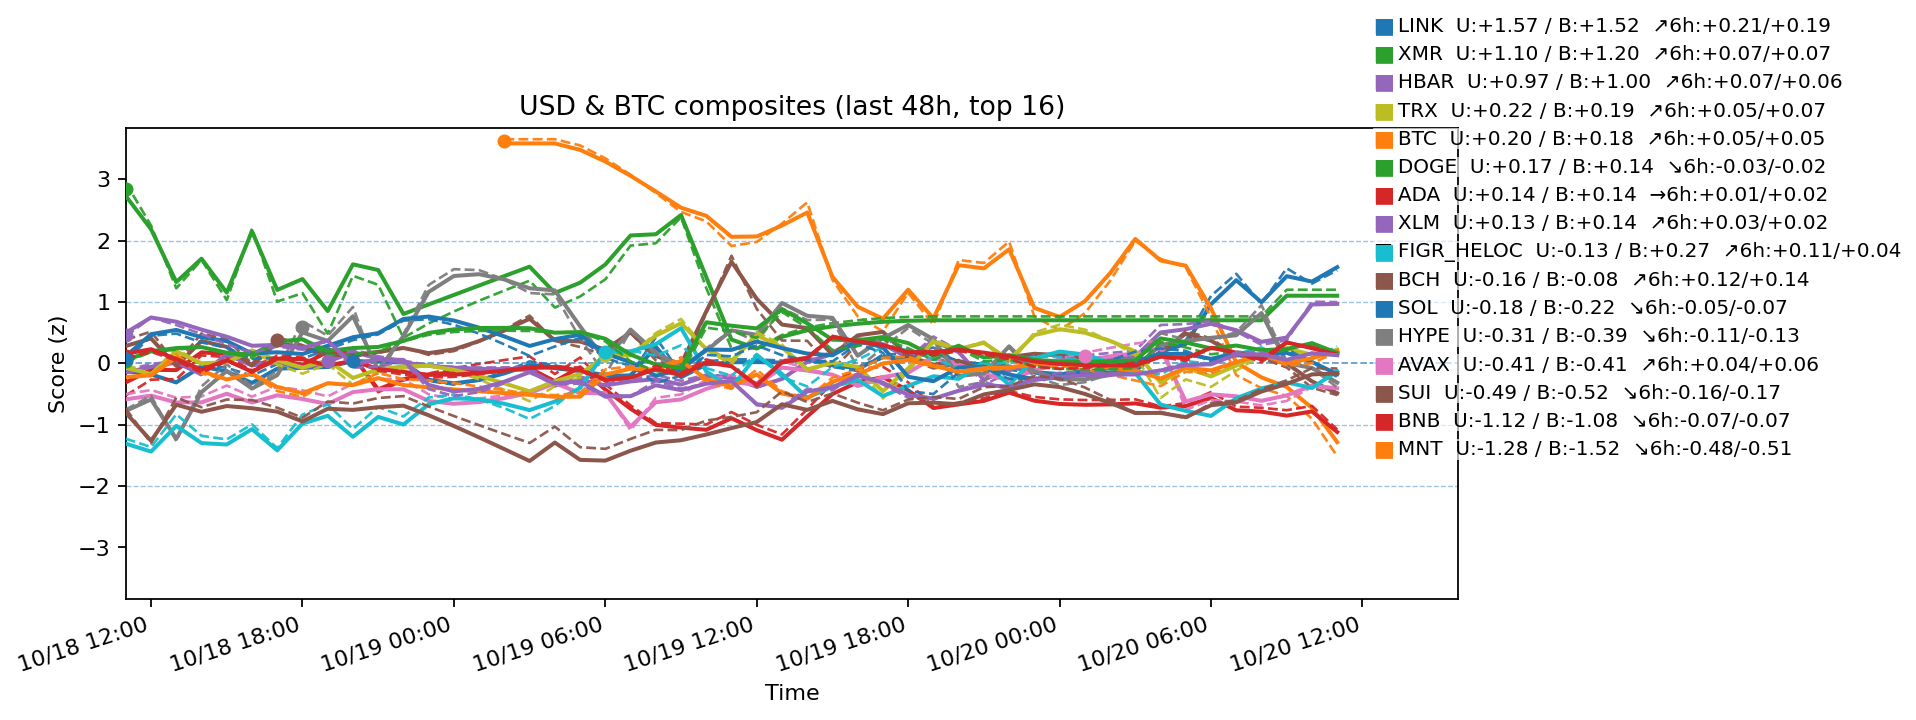 LINK U:+1.57 / B:+1.52 ↗6h:+0.21/+0.19
XMR U:+1.10 / B:+1.20 ↗6h:+0.07/+0.07
HBAR U:+0.97 / B:+1.00 ↗6h:+0.07/+0.06
TRX U:+0.22 / B:+0.19 ↗6h:+0.05/+0.07
BTC U:+0.20 / B:+0.18 ↗6h:+0.05/+0.05
DOGE U:+0.17 / B:+0.14 ↘6h:-0.03/-0.02
ADA U:+0.14 / B:+0.14 →6h:+0.01/+0.02
XLM U:+0.13 / B:+0.14 ↗6h:+0.03/+0.02
FIGR_HELOC U:-0.13 / B:+0.27 ↗6h:+0.11/+0.04
BCH U:-0.16 / B:-0.08 ↗6h:+0.12/+0.14
SOL U:-0.18 / B:-0.22 ↘6h:-0.05/-0.07
HYPE U:-0.31 / B:-0.39 ↘6h:-0.11/-0.13
AVAX U:-0.41 / B:-0.41 ↗6h:+0.04/+0.06
SUI U:-0.49 / B:-0.52 ↘6h:-0.16/-0.17
BNB U:-1.12 / B:-1.08 ↘6h:-0.07/-0.07
MNT U:-1.28 / B:-1.52 ↘6h:-0.48/-0.51
USD & BTC composites (last 48h, top 16)
Score (z)
3
2
1
0
−1
−2
−3
10/18 12:00
10/18 18:00
10/19 00:00
10/19 06:00
10/19 12:00
10/19 18:00
10/20 00:00
10/20 06:00
10/20 12:00
Time